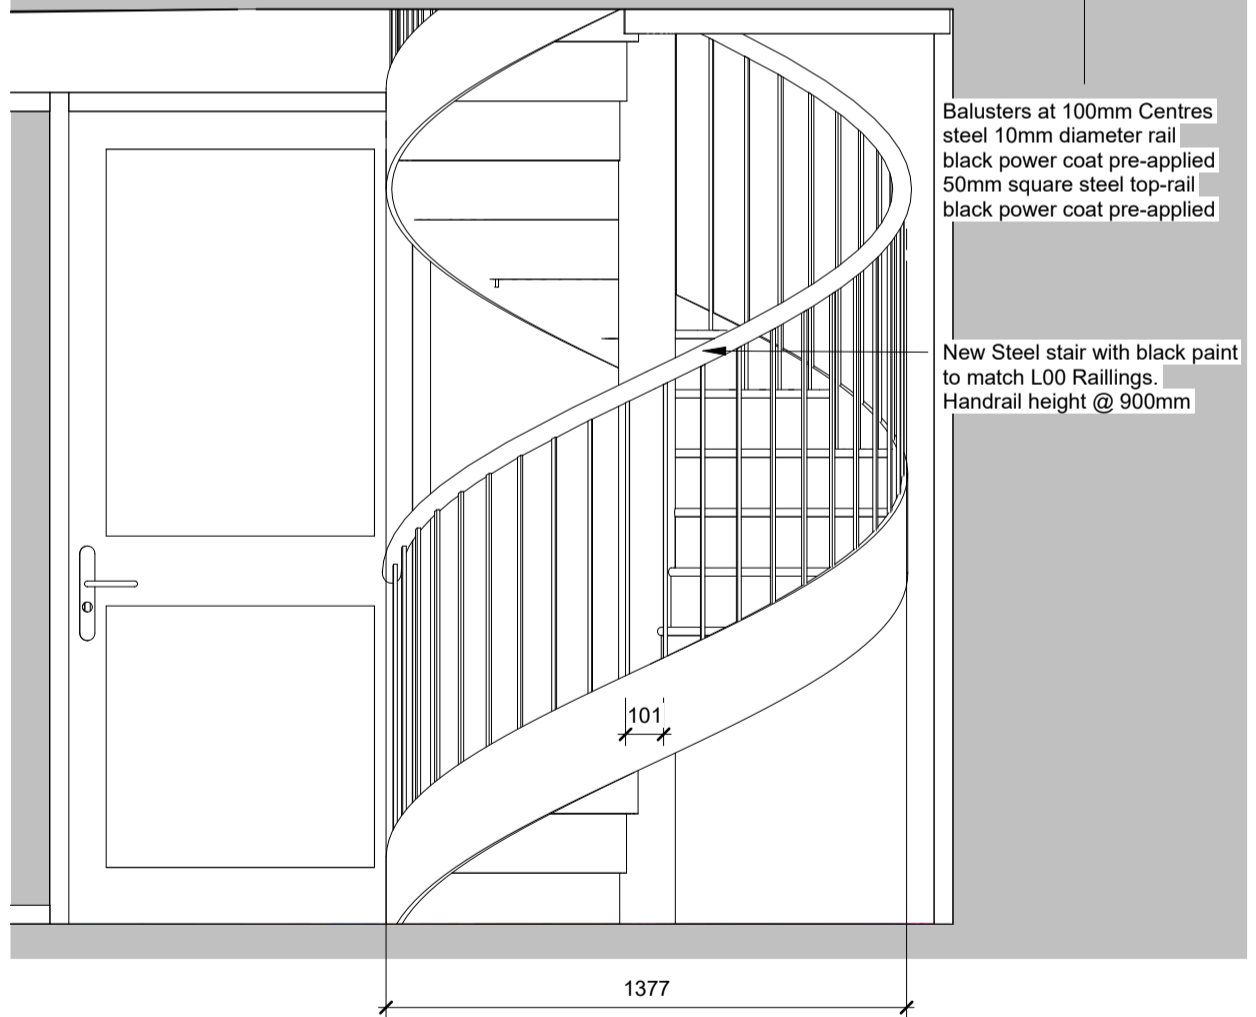 Balusters at 100mm Centres
steel 10mm diameter rail
black power coat pre-applied
50mm square steel top-rail
black power coat pre-applied
New Steel stair with black paint
to match L00 Raillings.
Handrail height @ 900mm
101
1377